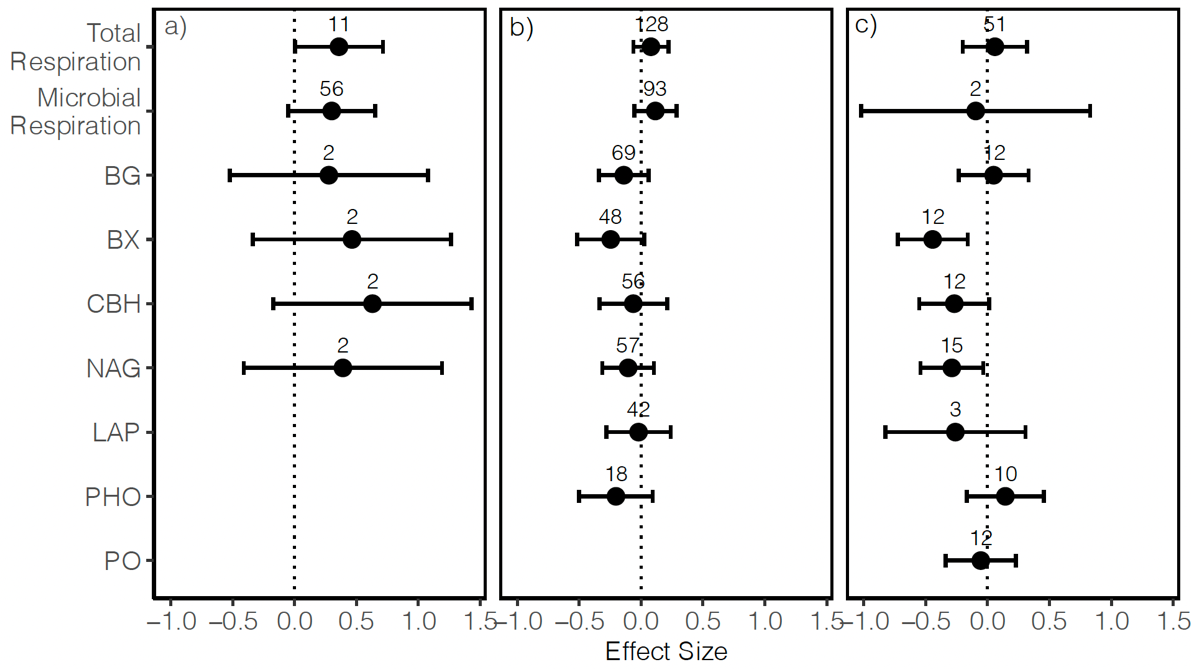 a) b) c)
Total
Respiration
11 128 51
Microbial
Respiration
56 93 2
BG 2 69 12
BX 2 48 12
CBH 2 56 12
NAG 2 57 15
LAP 42 3
PHO 18 10
PO 12
−1.0 −0.5 0.0 0.5 1.0 1.5 −1.0 −0.5 0.0 0.5 1.0 1.5 −1.0 −0.5 0.0 0.5 1.0 1.5
Effect Size